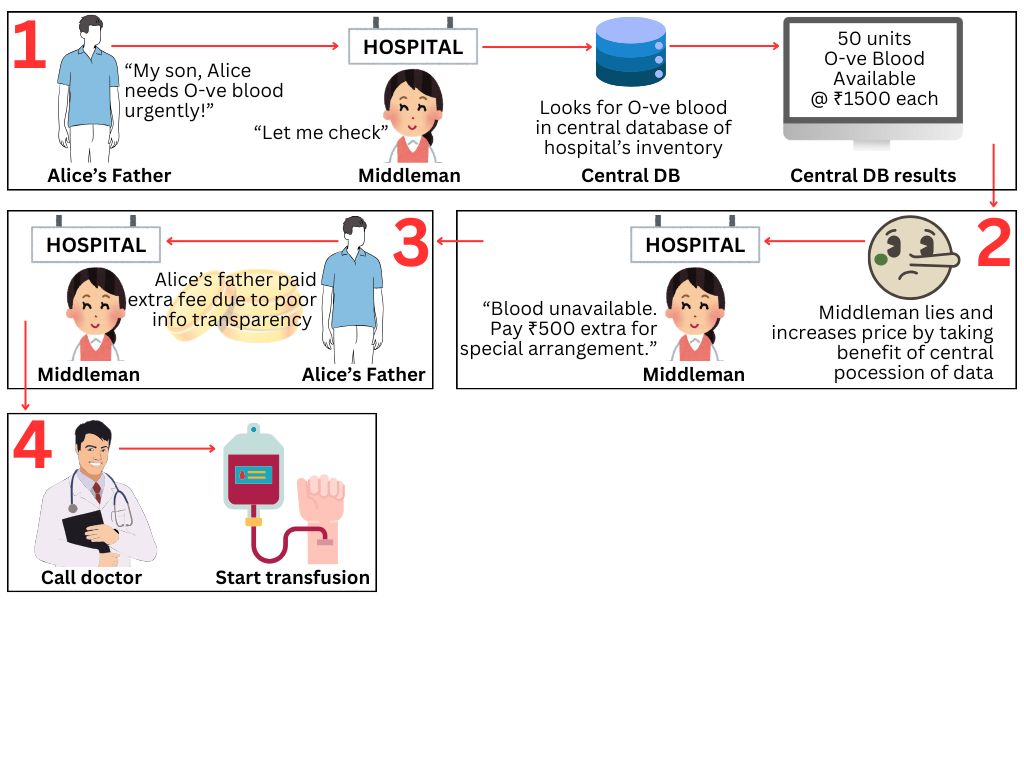 1
“My son, Alice
needs O-ve blood
urgently!”
Alice’s Father
HOSPITAL
“Let me check”
Middleman
Looks for O-ve blood
in central database of
hospital’s inventory
Central DB
50 units
O-ve Blood
Available
@ ₹1500 each
Central DB results
2
Middleman lies and
increases price by taking
benefit of central
pocession of data
HOSPITAL
“Blood unavailable.
Pay ₹500 extra for
special arrangement.”
Middleman
3
Alice’s father paid
extra fee due to poor
info transparency
Alice’s Father
HOSPITAL
Middleman
4
Call doctor
Start transfusion